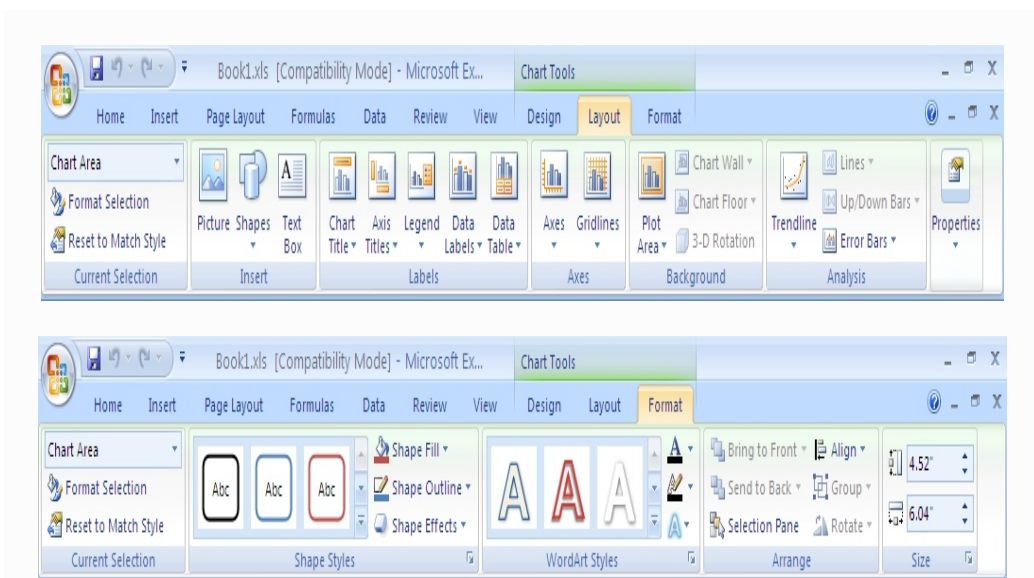 Book1.xls [Compatibility Mode] - Microsoft Ex... Chart Tools
Home Insert Page Layout Formulas Data Review View Design Layout Format
Chart Area
Format Selection
Reset to Match Style
Current Selection
Picture Shapes Text Box
Insert
Chart Title Axis Titles Legend Data Labels Data Table
Labels
Axes Gridlines
Axes
Plot Area
Chart Wall
Chart Floor
3-D Rotation
Background
Trendline
Lines
Up/Down Bars
Error Bars
Analysis
Properties
Book1.xls [Compatibility Mode] - Microsoft Ex... Chart Tools
Home Insert Page Layout Formulas Data Review View Design Layout Format
Chart Area
Format Selection
Reset to Match Style
Current Selection
Abc Abc Abc
Shape Fill
Shape Outline
Shape Effects
Shape Styles
A A A A A
WordArt Styles
Bring to Front Align
Send to Back Group
Selection Pane Rotate
Arrange
4.52"
6.04"
Size